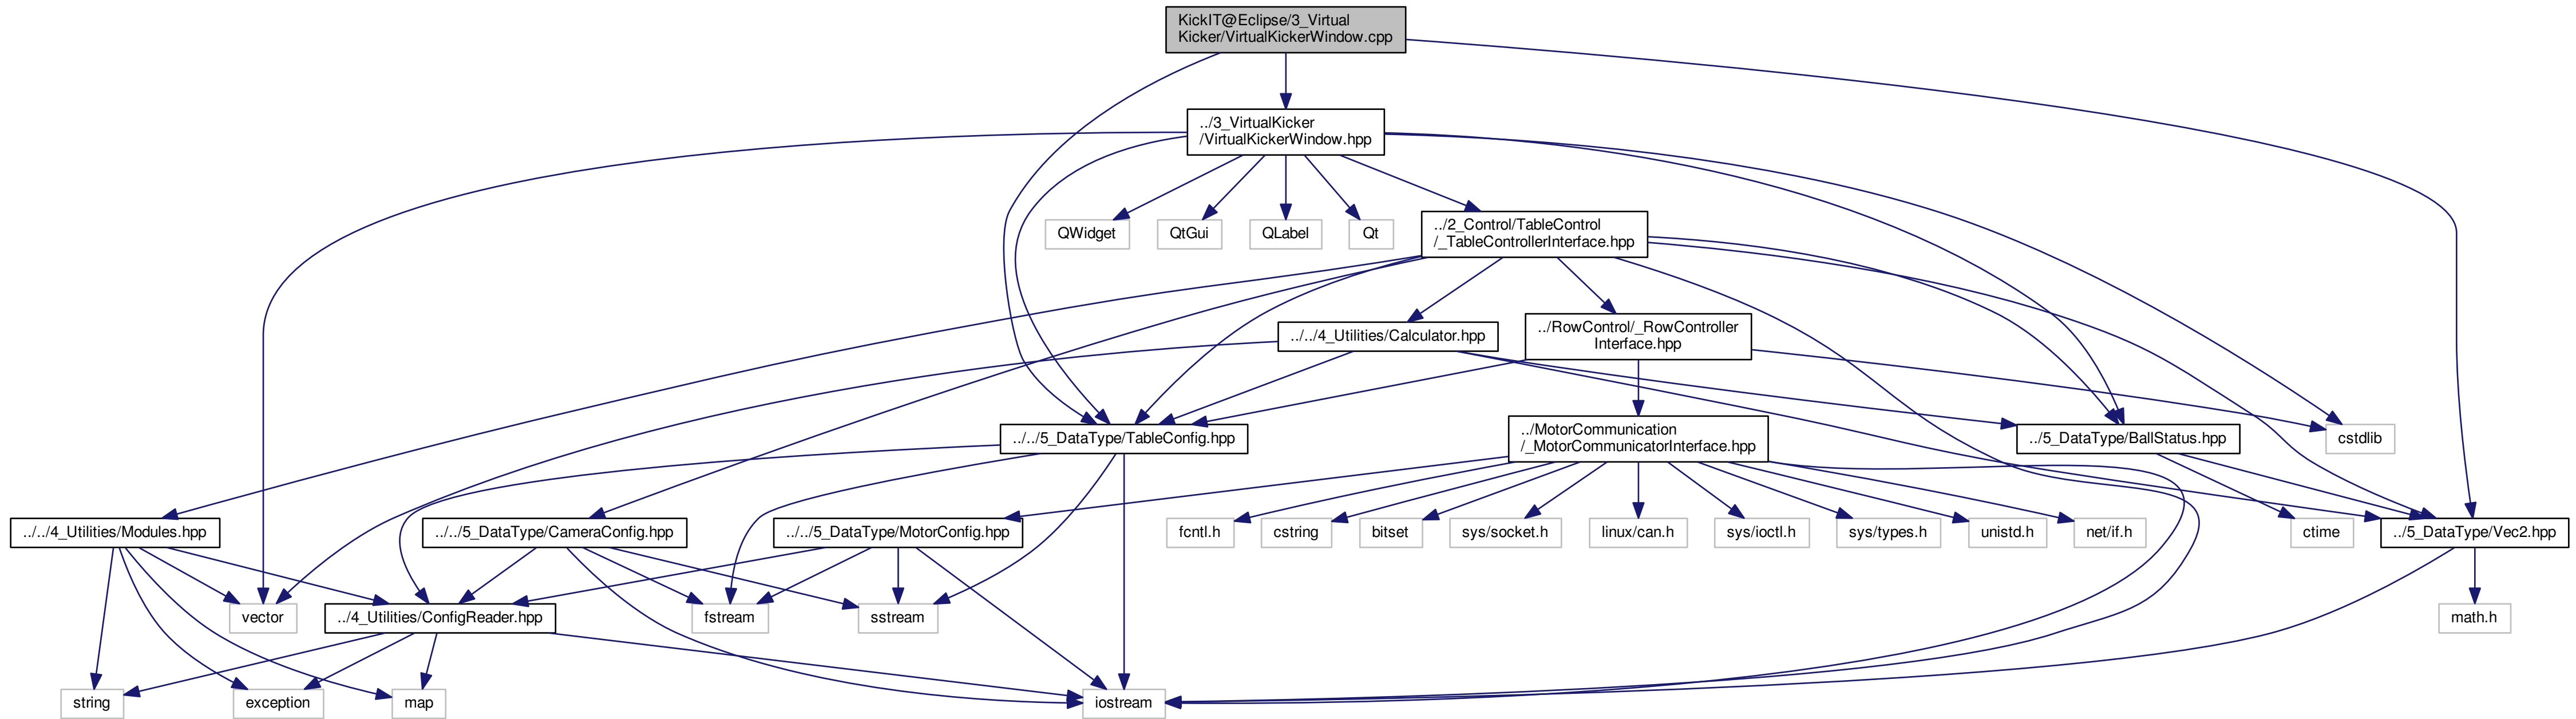 KickIT@Eclipse/3_Virtual
Kicker/VirtualKickerWindow.cpp
../3_VirtualKicker
/VirtualKickerWindow.hpp
QWidget
QtGui
QLabel
Qt
../2_Control/TableControl
/_TableControllerInterface.hpp
../../4_Utilities/Calculator.hpp
../RowControl/_RowController
Interface.hpp
../../5_DataType/TableConfig.hpp
../MotorCommunication
/_MotorCommunicatorInterface.hpp
../5_DataType/BallStatus.hpp
cstdlib
../../4_Utilities/Modules.hpp
../../5_DataType/CameraConfig.hpp
../../5_DataType/MotorConfig.hpp
fcntl.h
cstring
bitset
sys/socket.h
linux/can.h
sys/ioctl.h
sys/types.h
unistd.h
net/if.h
ctime
../5_DataType/Vec2.hpp
vector
../4_Utilities/ConfigReader.hpp
fstream
sstream
math.h
string
exception
map
iostream